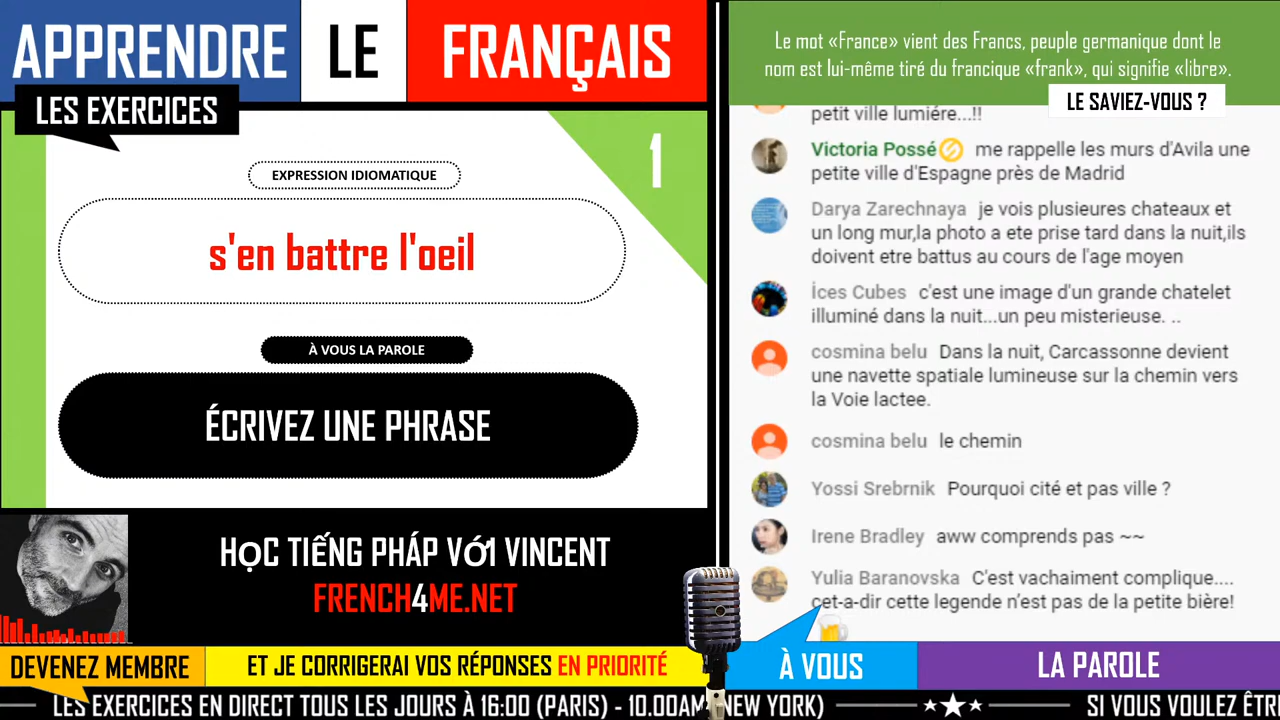 APPRENDRE LE FRANÇAIS
LES EXERCICES
1
EXPRESSION IDIOMATIQUE
s'en battre l'oeil
À VOUS LA PAROLE
ÉCRIVEZ UNE PHRASE
HỌC TIẾNG PHÁP VỚI VINCENT
FRENCH4ME.NET
DEVENEZ MEMBRE
ET JE CORRIGERAI VOS RÉPONSES EN PRIORITÉ
Le mot «France» vient des Francs, peuple germanique dont le
nom est lui-même tiré du francique «frank», qui signifie «libre».
LE SAVIEZ-VOUS ?
petit ville lumiére...!!
Victoria Possé me rappelle les murs d'Avila une
petite ville d'Espagne près de Madrid
Darya Zarechnaya je vois plusieures chateaux et
un long mur,la photo a ete prise tard dans la nuit,ils
doivent etre battus au cours de l'age moyen
İces Cubes c'est une image d'un grande chatelet
illuminé dans la nuit...un peu misterieuse. ..
cosmina belu Dans la nuit, Carcassonne devient
une navette spatiale lumineuse sur la chemin vers
la Voie lactee.
cosmina belu le chemin
Yossi Srebrnik Pourquoi cité et pas ville ?
Irene Bradley aww comprends pas ~~
Yulia Baranovska C'est vachaiment complique....
cet-a-dir cette legende n'est pas de la petite bière!
À VOUS LA PAROLE
LES EXERCICES EN DIRECT TOUS LES JOURS À 16:00 (PARIS) - 10.00AM NEW YORK) SI VOUS VOULEZ ÊTR